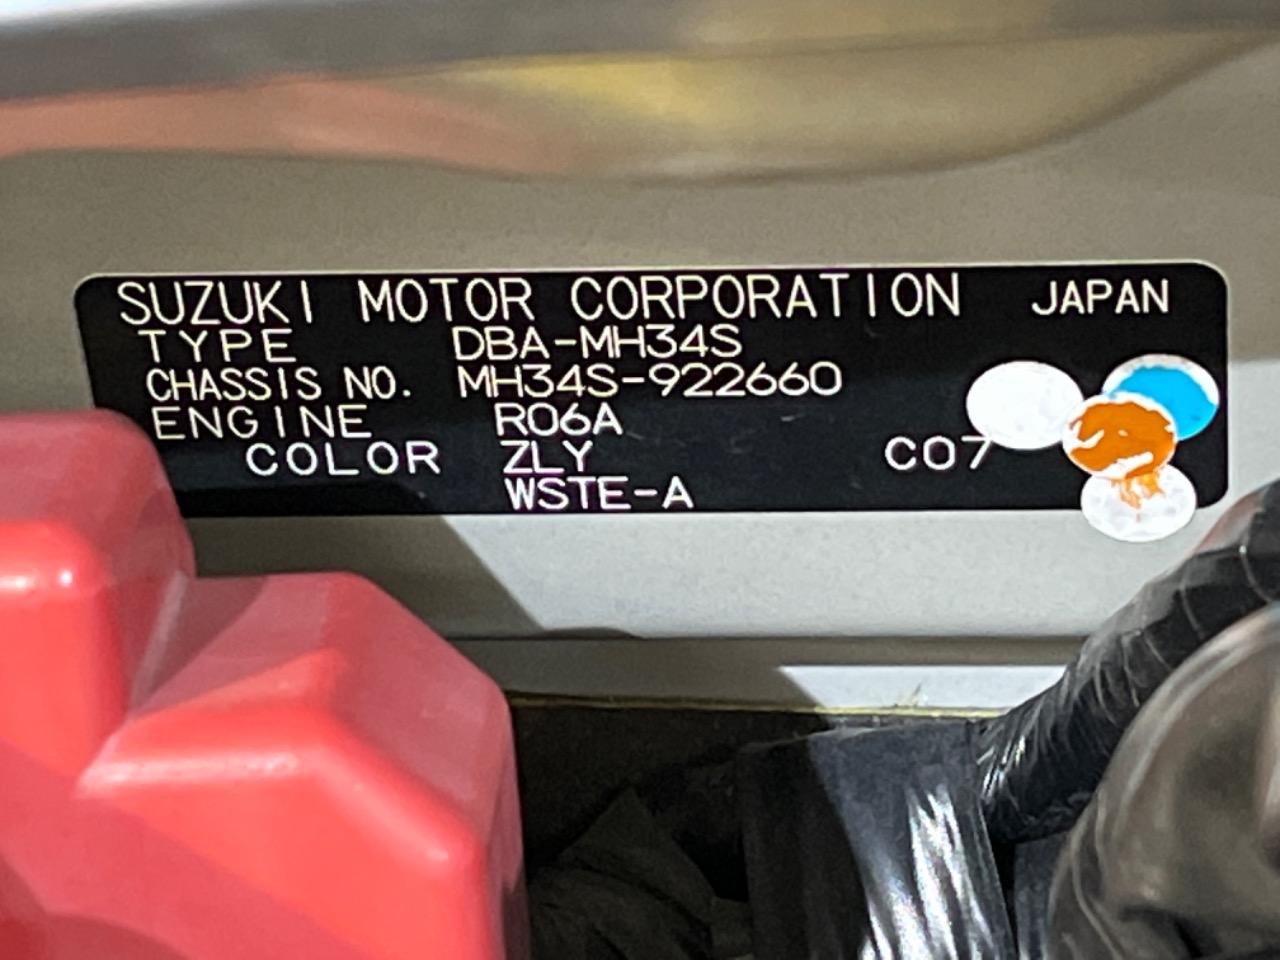 SUZUKI MOTOR CORPORATION JAPAN
TYPE DBA-MH34S
CHASSIS NO. MH34S-922660
ENGINE R06A
COLOR ZLY C07
WSTE-A